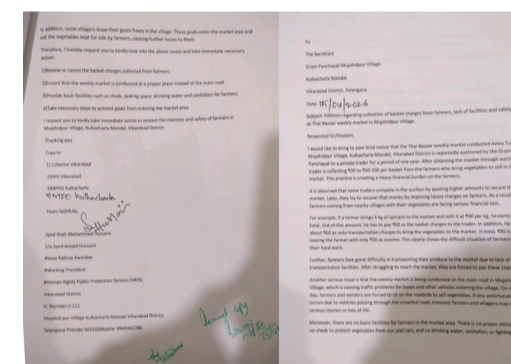 In addition, some villagers leave their goats freely in the village. These goats enter the market area and
eat the vegetables kept for sale by farmers, causing further losses to them.
Therefore, I humbly request you to kindly look into the above issues and take immediate necessary
action:
1)Review or cancel the basket charges collected from farmers.
2)Ensure that the weekly market is conducted at a proper place instead of the main road.
3)Provide basic facilities such as sheds, seating space, drinking water and sanitation for farmers.
4)Take necessary steps to prevent goats from entering the market area.
I request you to kindly take immediate action to protect the interests and safety of farmers in
Mujahidpur Village, Kulkacharla Mandal, Vikarabad District.
Thanking you.
Copy to
1) Collector Vikarabad
2)DPO Vikarabad
3)MPDO Kulkacharla
Yours faithfully,
Syed Shah Mohammed Hussaini
S/o Syed Amjad Hussaini
#Working President
#Human Rights Public Protection Service (HRPS)
Vikarabad District
H. Number 2-111
Mujahid pur Village Kulkacharla Mandal Vikarabad District
To
The Secretary
Gram Panchayat Mujahidpur Village
Kulkacharla Mandal
Vikarabad District, Telangana
Date:
Subject: Petition regarding collection of basket charges from farmers, lack of facilities and safety
at Thai Bazaar weekly market in Mujahidpur Village.
Respected Sir/Madam,
I would like to bring to your kind notice that the Thai Bazaar weekly market conducted every
Mujahidpur Village, Kulkacharla Mandal, Vikarabad District is reportedly auctioned by the Gram
Panchayat to a private trader for a period of one year. After obtaining the market through
trader is collecting ₹50 to ₹100 per basket from the farmers who bring vegetables to sell in
market. This practice is creating a heavy financial burden on the farmers.
It is observed that some traders compete in the auction by quoting higher amounts to secure
market. Later, they try to recover that money by imposing heavy charges on farmers. As a result
farmers coming from nearby villages with their vegetables are facing serious financial loss.
For example, if a farmer brings 3 kg of spinach to the market and sells it at ₹40 per kg, he earns
total. Out of this amount, he has to pay as the basket charges to the trader. In addition, he
about as auto transportation charges to bring the vegetables to the market. In total,
leaving the farmer with only as income. This clearly shows the difficult situation of farmers
their hard work.
Further, farmers face great difficulty in transporting their produce to the market due to lack of
transportation facilities. After struggling to reach the market, they are forced to pay these
Another serious issue is that the weekly market is being conducted on the main road in
Village, which is causing traffic problems for buses and other vehicles entering the village. On
day, farmers and vendors are forced to sit on the roadside to sell vegetables. If any
occurs due to vehicles passing through the crowded road, innocent farmers and villagers may
serious injuries or loss of life.
Moreover, there are no basic facilities for farmers in the market area. There is no proper
no sheds to protect vegetables from sun and rain, and no drinking water, sanitation, or lighting